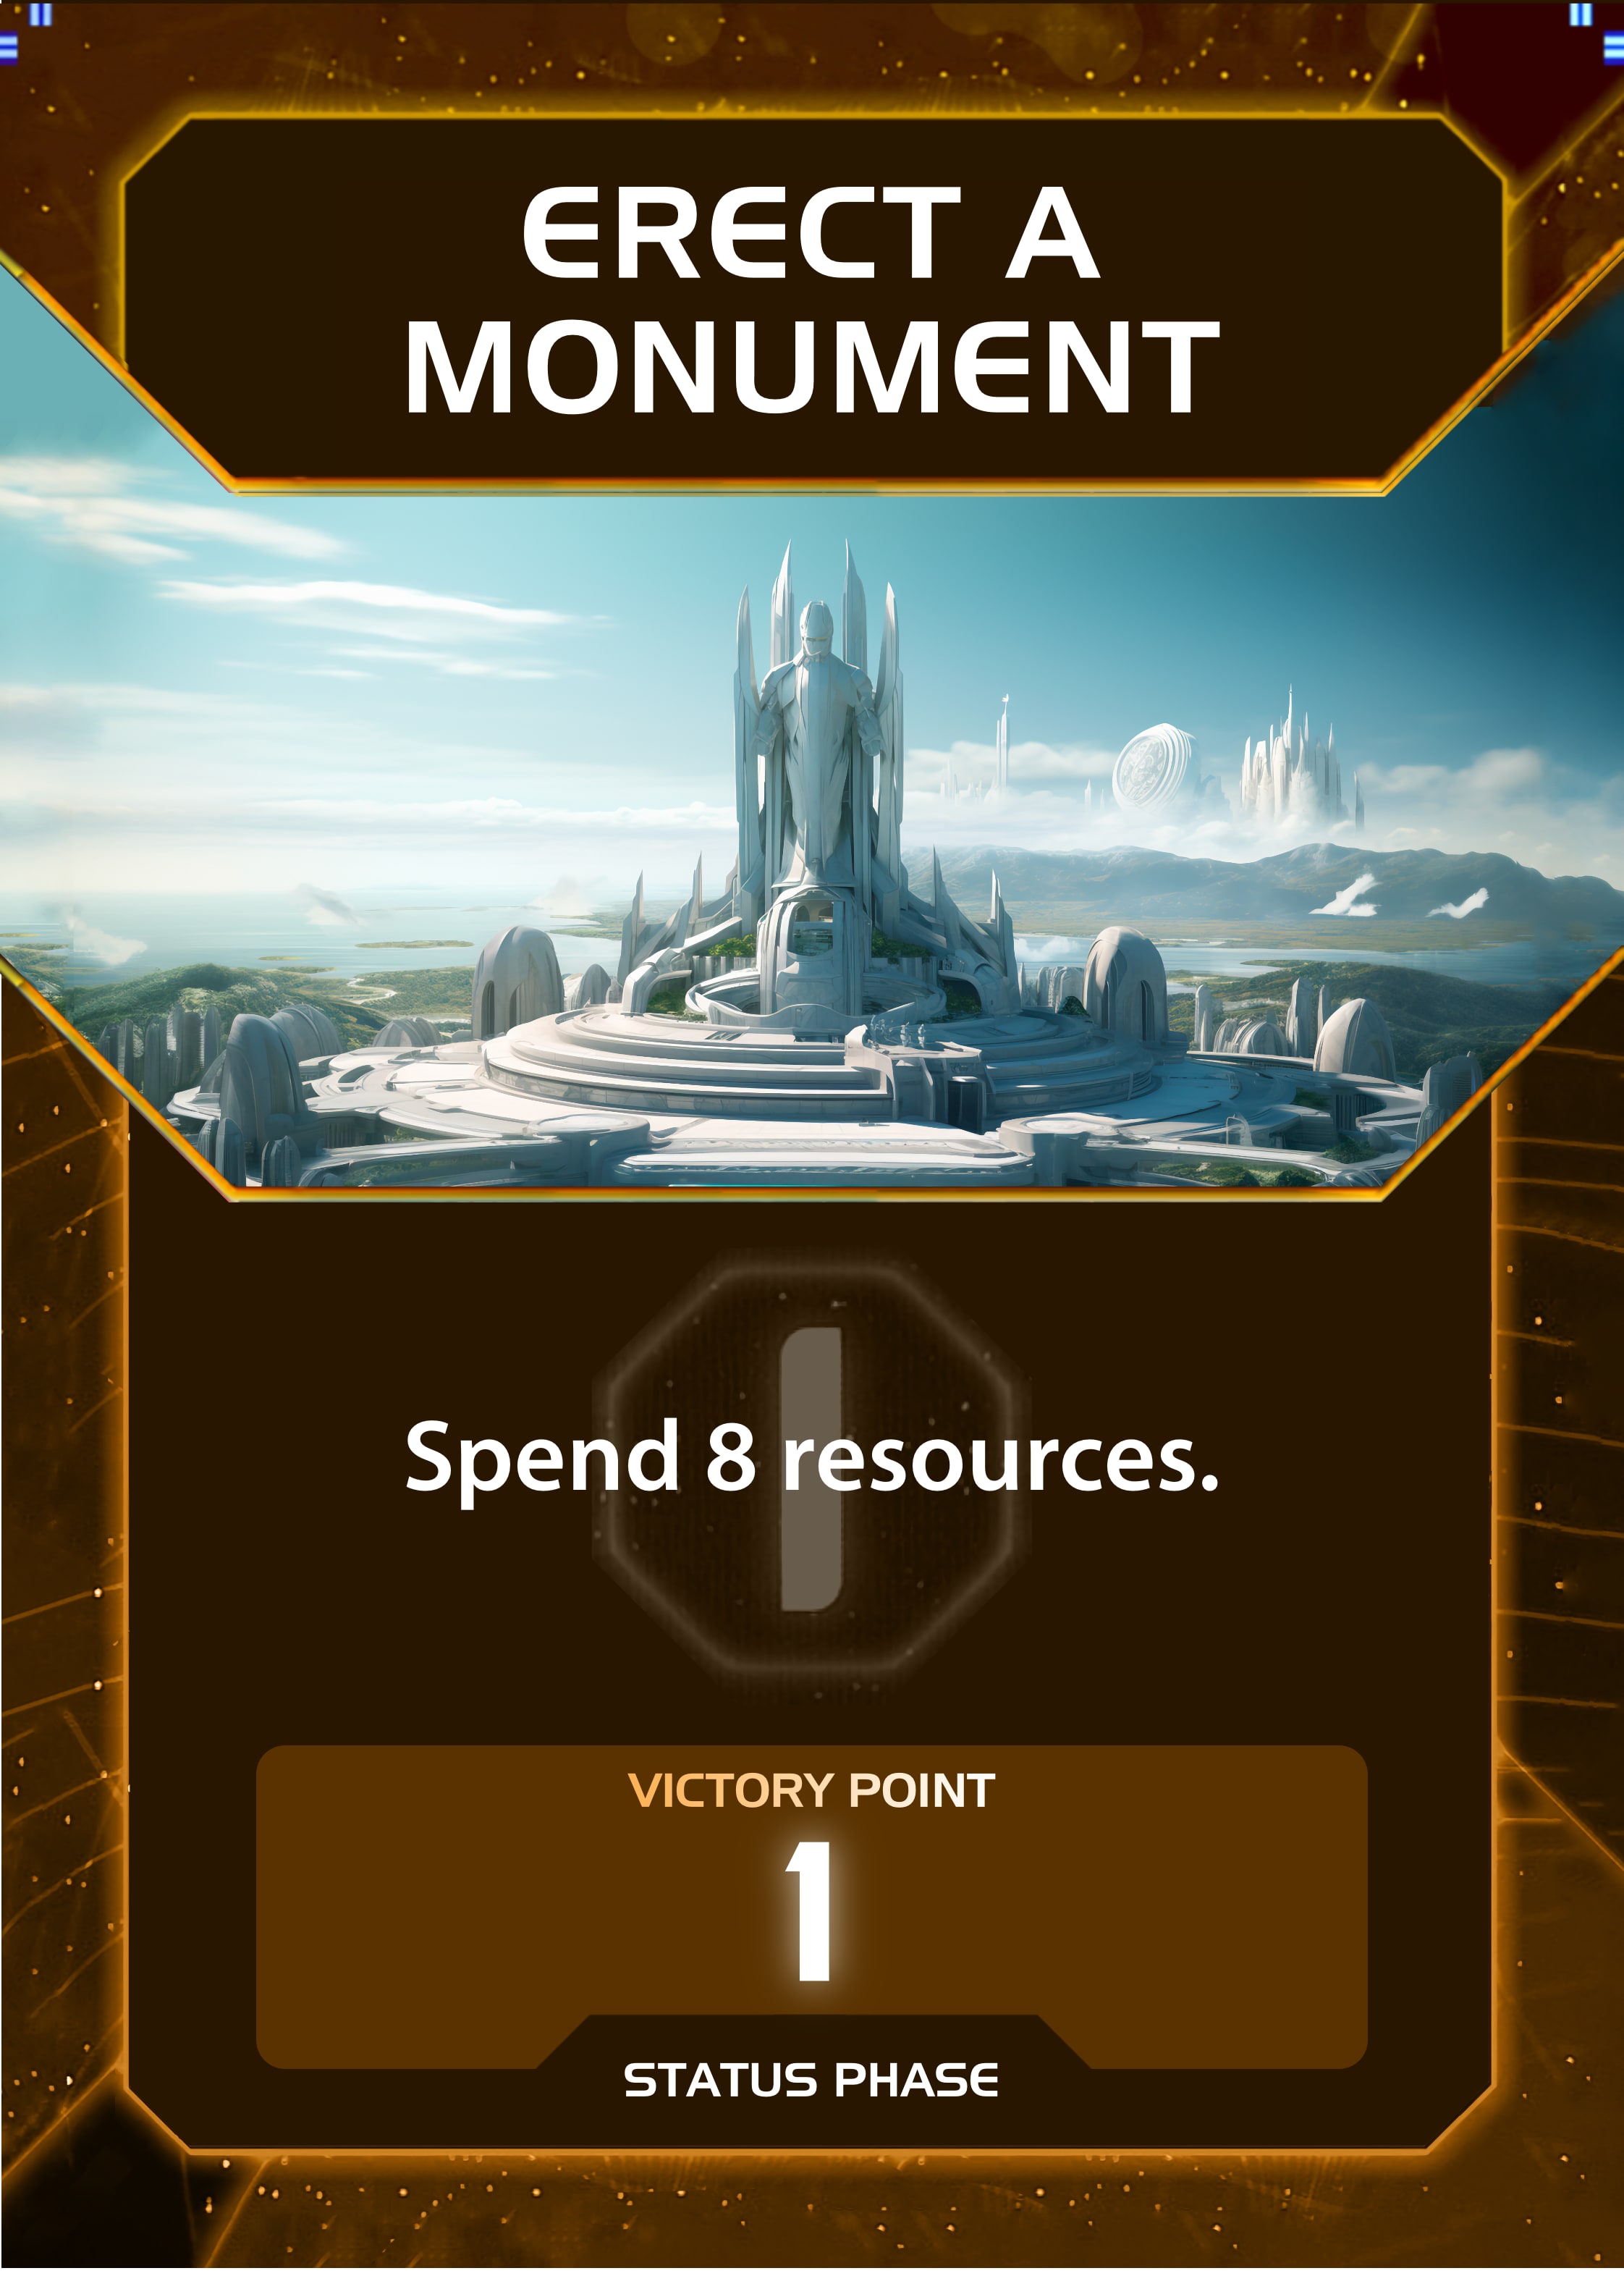 ERECT A
MONUMENT
I
Spend 8 resources.
VICTORY POINT
1
STATUS PHASE